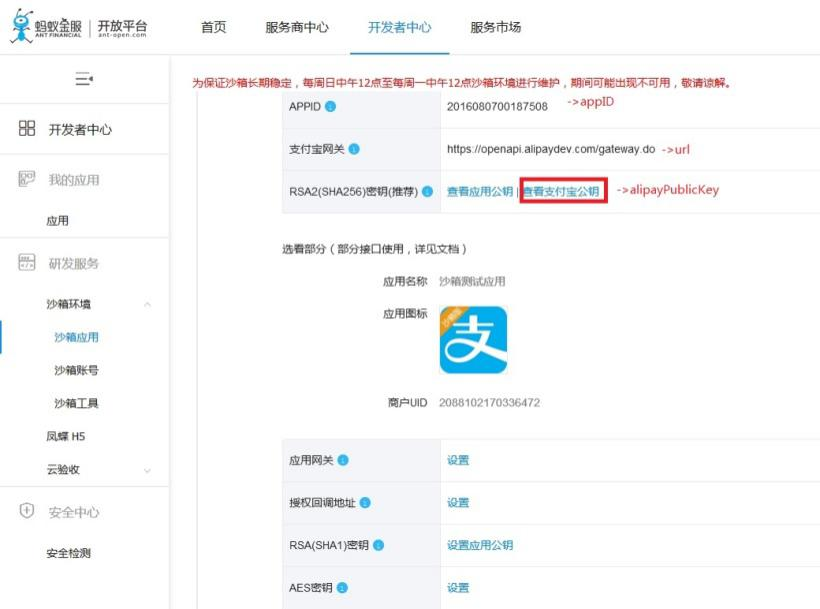 蚂蚁金服 开放平台
ANT FINANCIAL ant-open.com
首页 服务商中心 开发者中心 服务市场
为保证沙箱长期稳定，每周日中午12点至每周一中午12点沙箱环境进行维护，期间可能出现不可用，敬请谅解。
APPID 2016080700187508 ->appID
开发者中心
支付宝网关 https://openapi.alipaydev.com/gateway.do ->url
我的应用
RSA2(SHA256)密钥(推荐) 查看应用公钥 | 查看支付宝公钥 ->alipayPublicKey
应用
选看部分（部分接口使用，详见文档）
研发服务
应用名称 沙箱测试应用
沙箱环境
应用图标
沙箱版
支
沙箱应用
沙箱账号
沙箱工具
商户UID 2088102170336472
凤蝶 H5
应用网关 设置
云验收
授权回调地址 设置
安全中心
RSA(SHA1)密钥 设置应用公钥
安全检测
AES密钥 设置